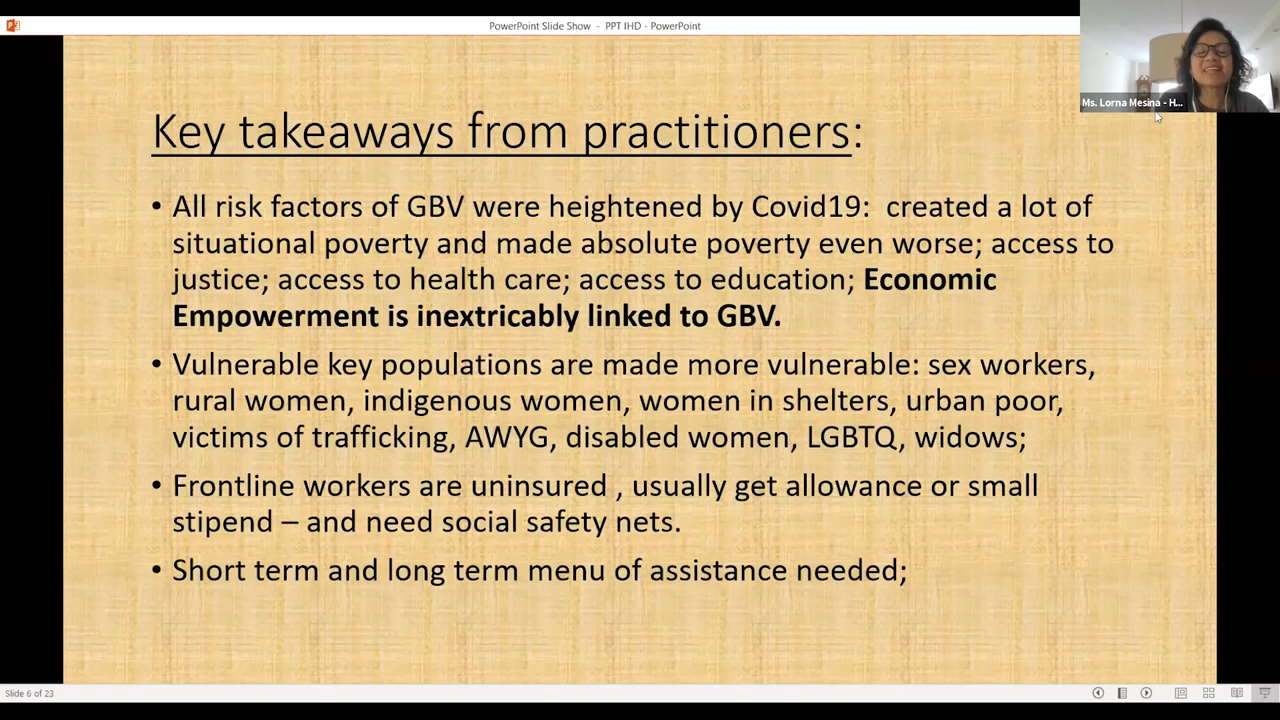 PowerPoint Slide Show - PPT IHD - PowerPoint
Ms. Lorna Mesina - H...
Key takeaways from practitioners:
• All risk factors of GBV were heightened by Covid19:  created a lot of
situational poverty and made absolute poverty even worse; access to
justice; access to health care; access to education; Economic
Empowerment is inextricably linked to GBV.
• Vulnerable key populations are made more vulnerable: sex workers,
rural women, indigenous women, women in shelters, urban poor,
victims of trafficking, AWYG, disabled women, LGBTQ, widows;
• Frontline workers are uninsured , usually get allowance or small
stipend – and need social safety nets.
• Short term and long term menu of assistance needed;
Slide 6 of 23